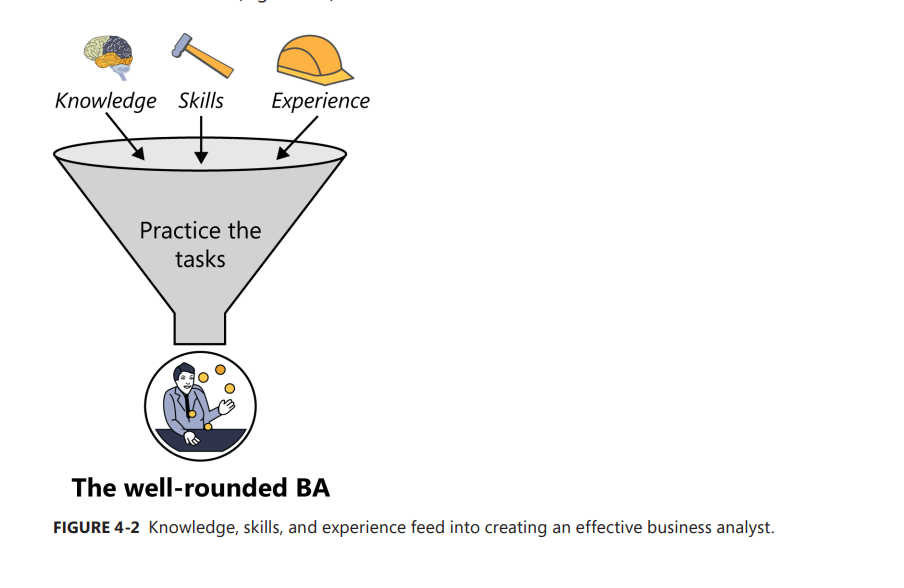 Knowledge Skills Experience
Practice the
tasks
The well-rounded BA
FIGURE 4-2 Knowledge, skills, and experience feed into creating an effective business analyst.